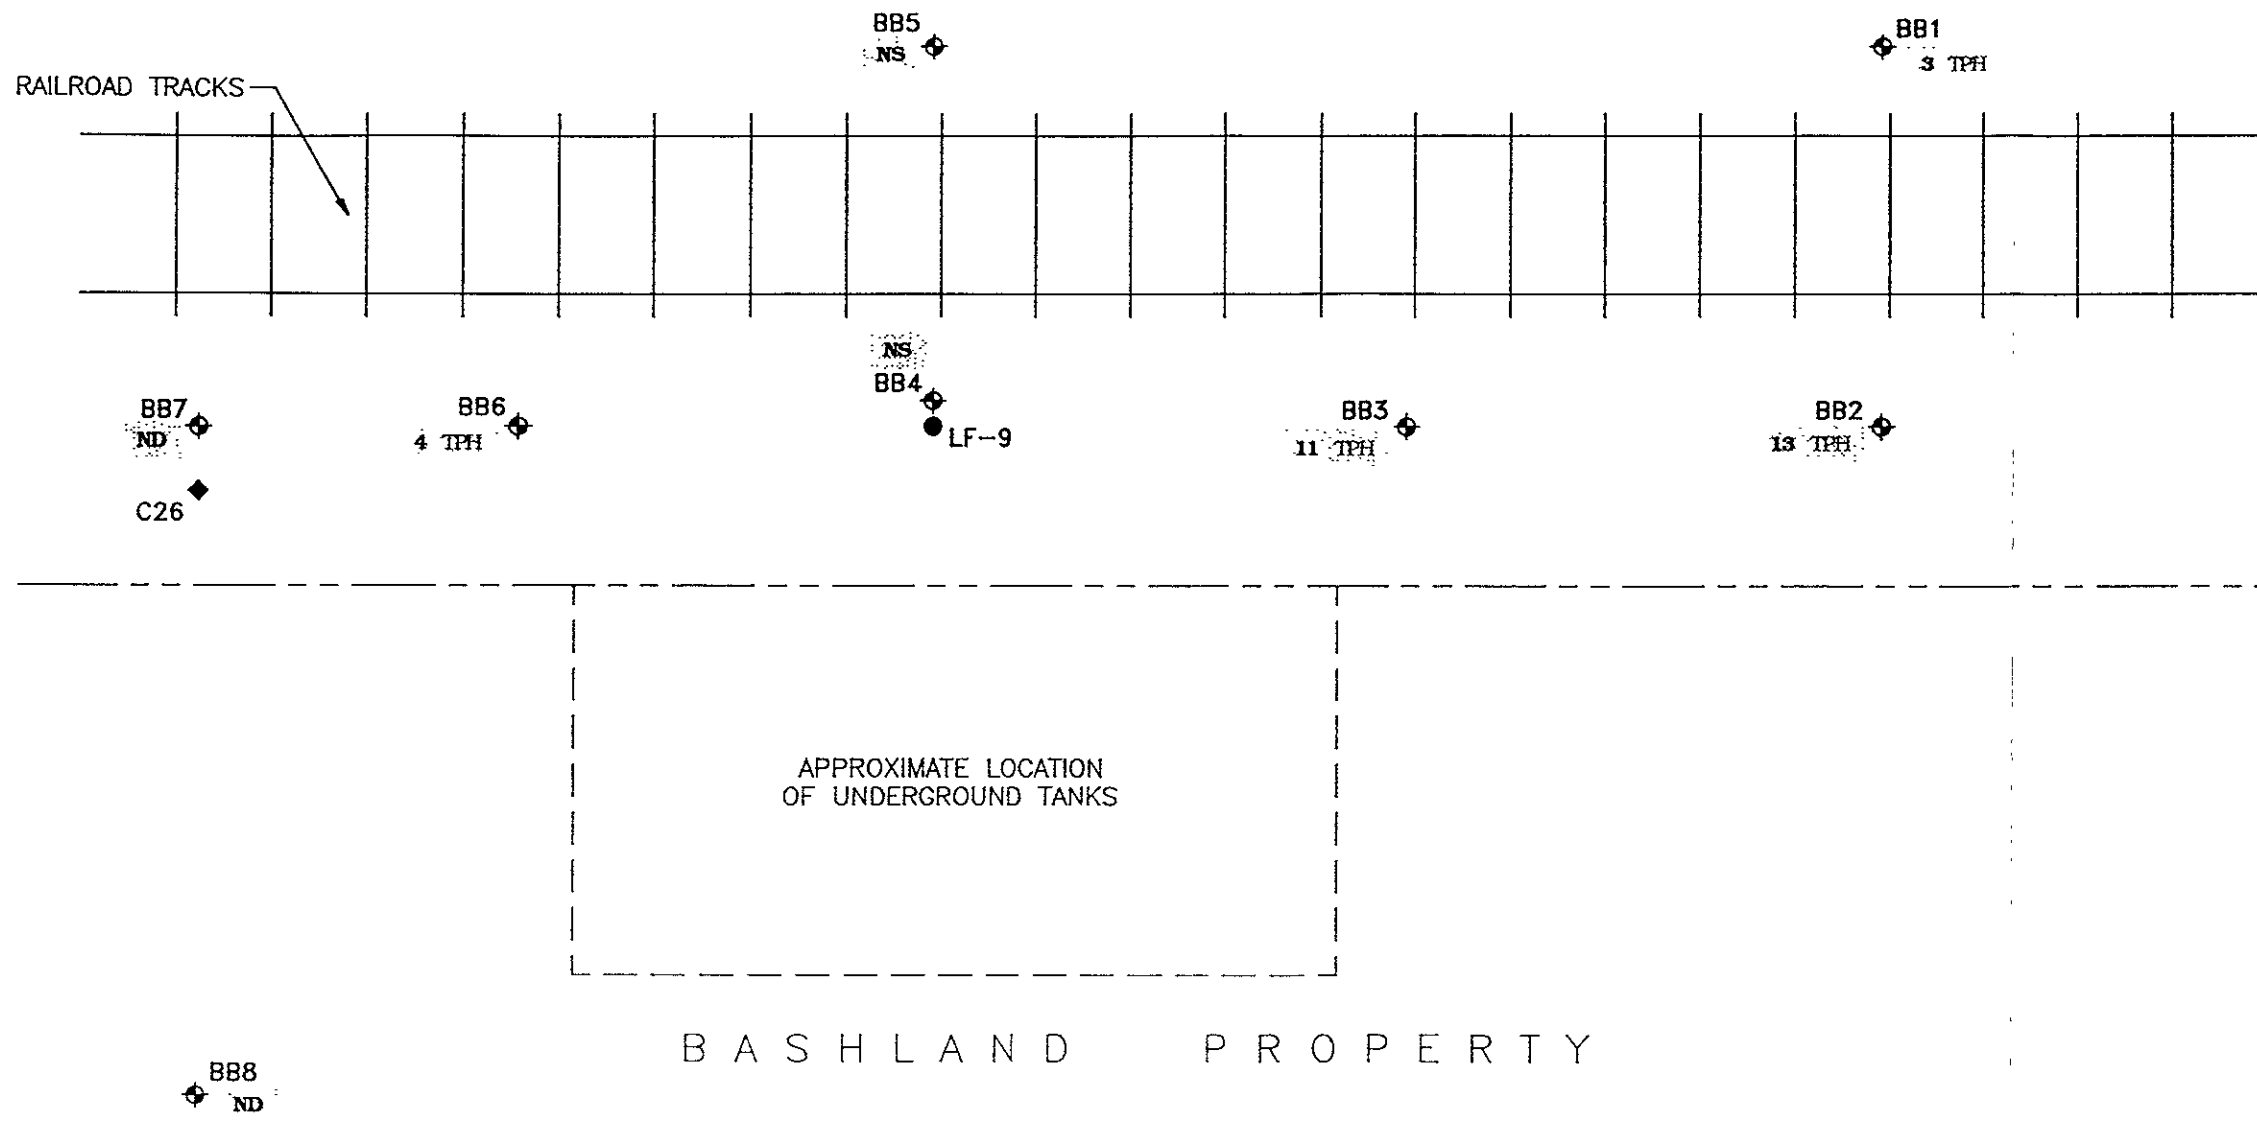 BB5
NS
BB1
3 TPH
RAILROAD TRACKS
NS
BB4
LF-9
BB7
ND
BB6
4 TPH
BB3
11 TPH
BB2
13 TPH
C26
APPROXIMATE LOCATION
OF UNDERGROUND TANKS
BASHLAND PROPERTY
BB8
ND